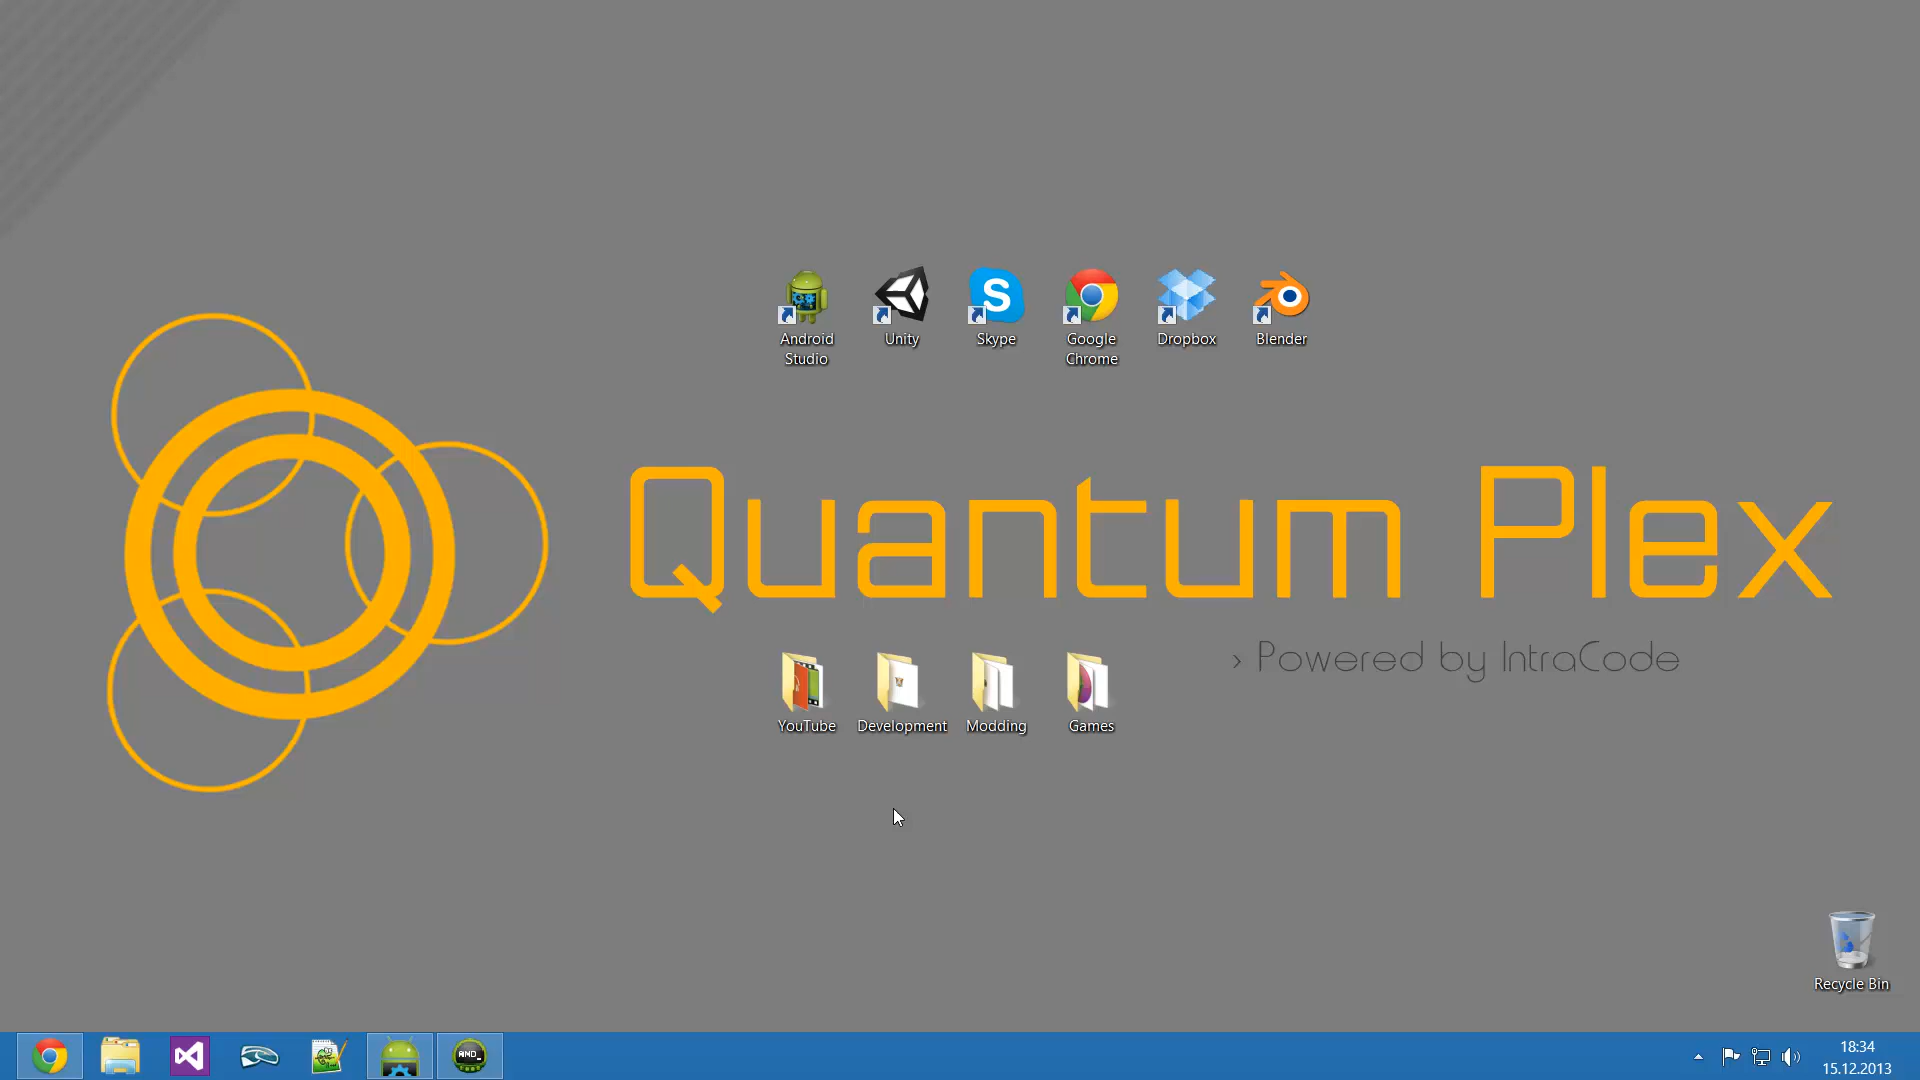 Android
Studio
Unity
Skype
Google
Chrome
Dropbox
Blender
Quantum Plex
› Powered by IntraCode
YouTube
Development
Modding
Games
Recycle Bin
18:34
15.12.2013